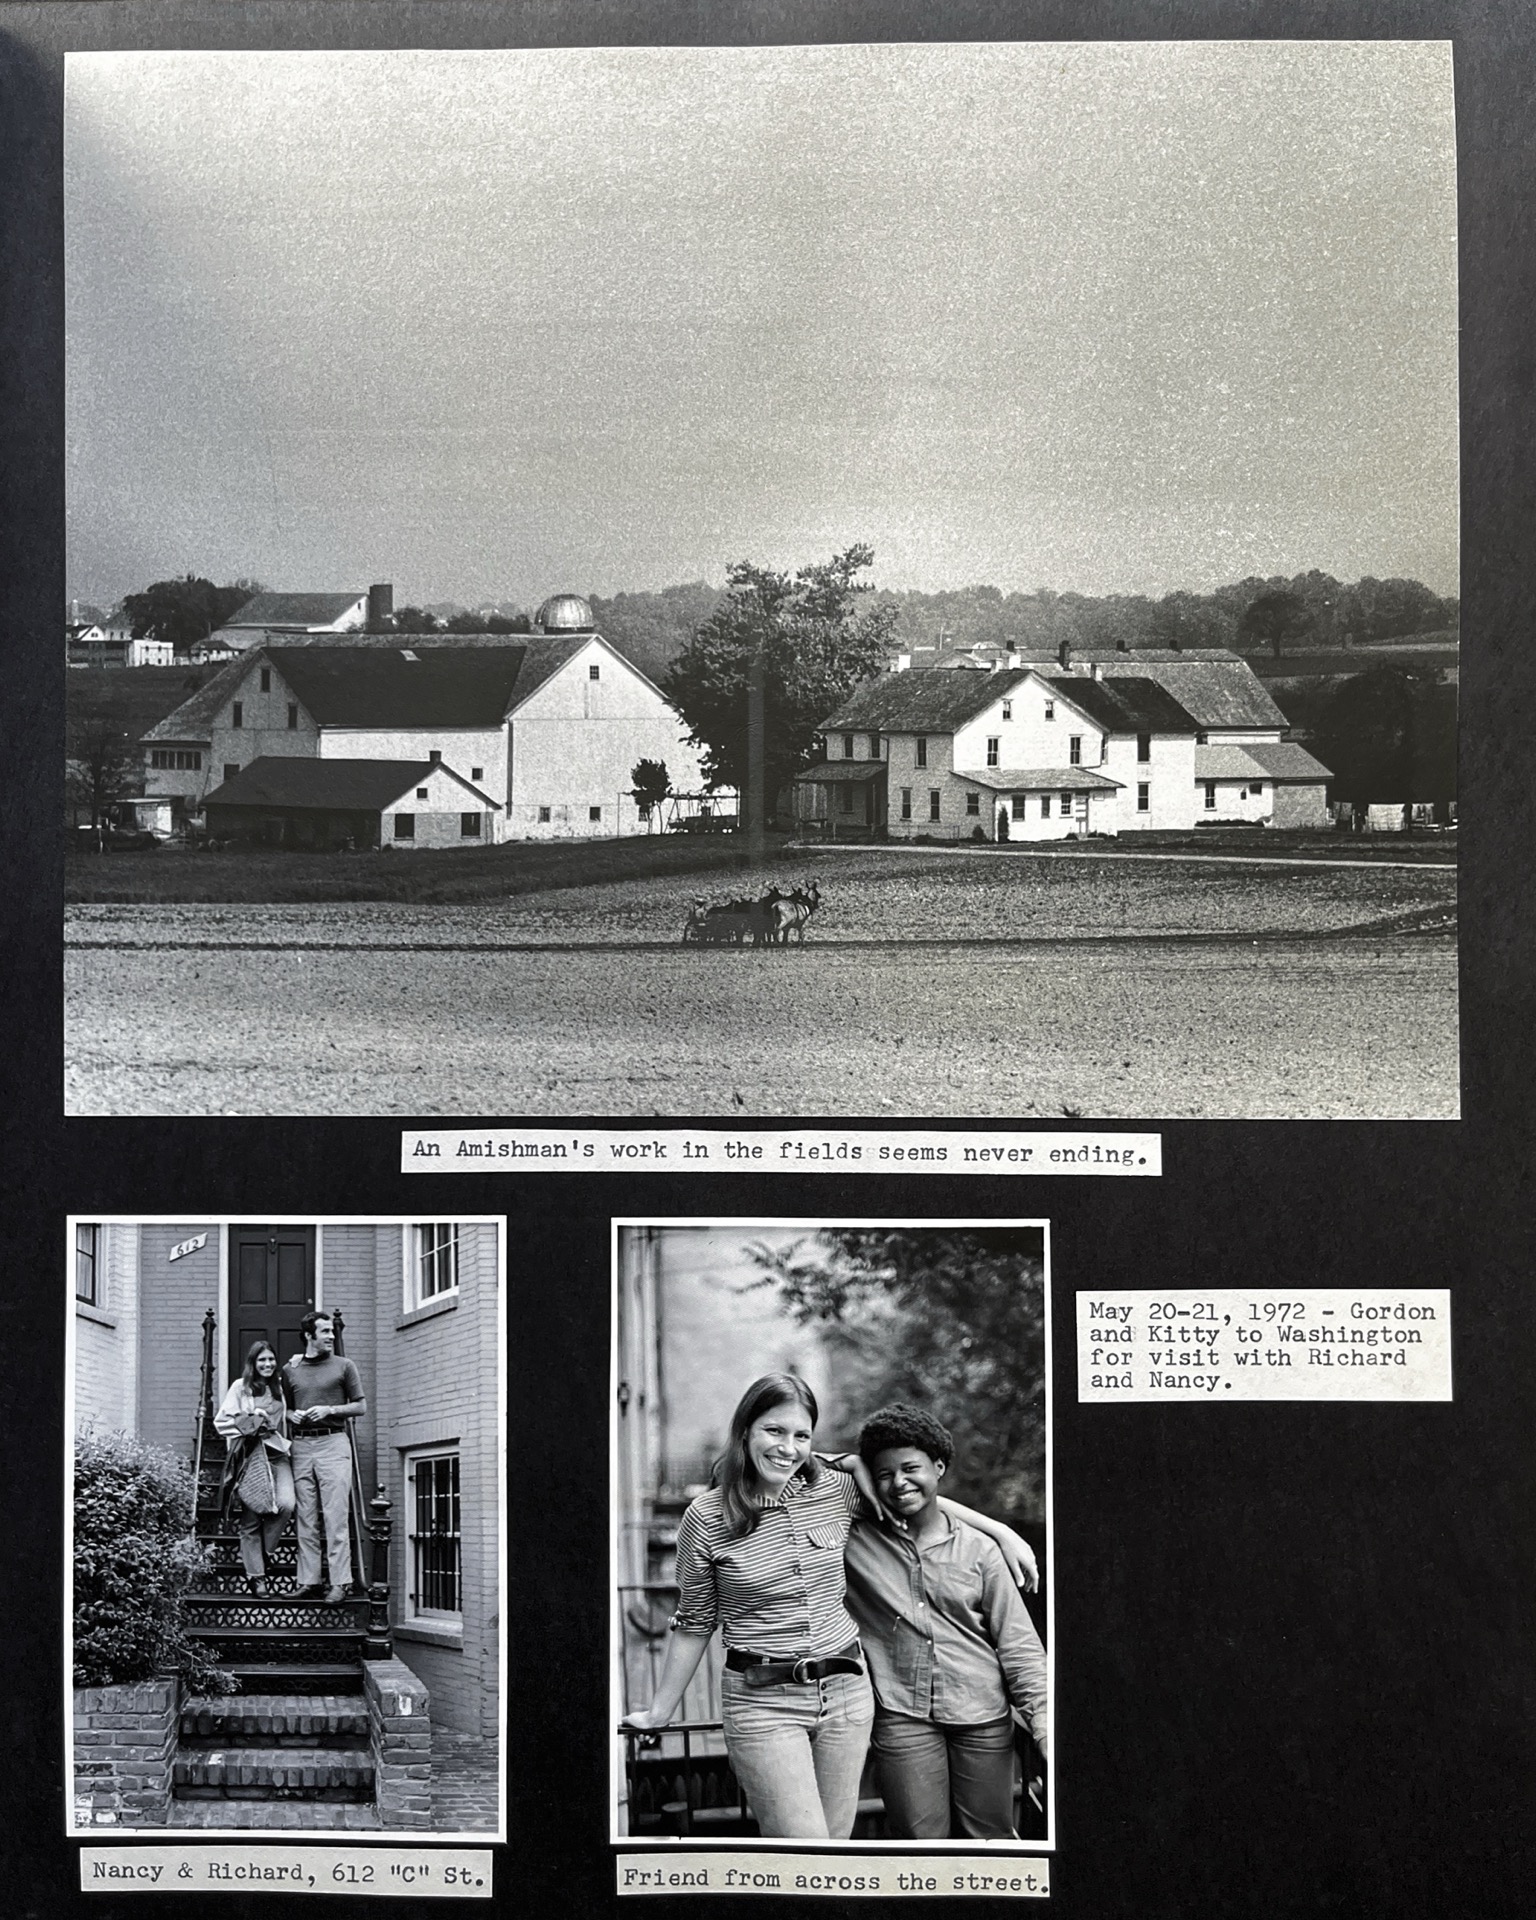 An Amishman's work in the fields seems never ending.
612
Nancy & Richard, 612 "C" St.
Friend from across the street.
May 20-21, 1972 - Gordon
and Kitty to Washington
for visit with Richard
and Nancy.